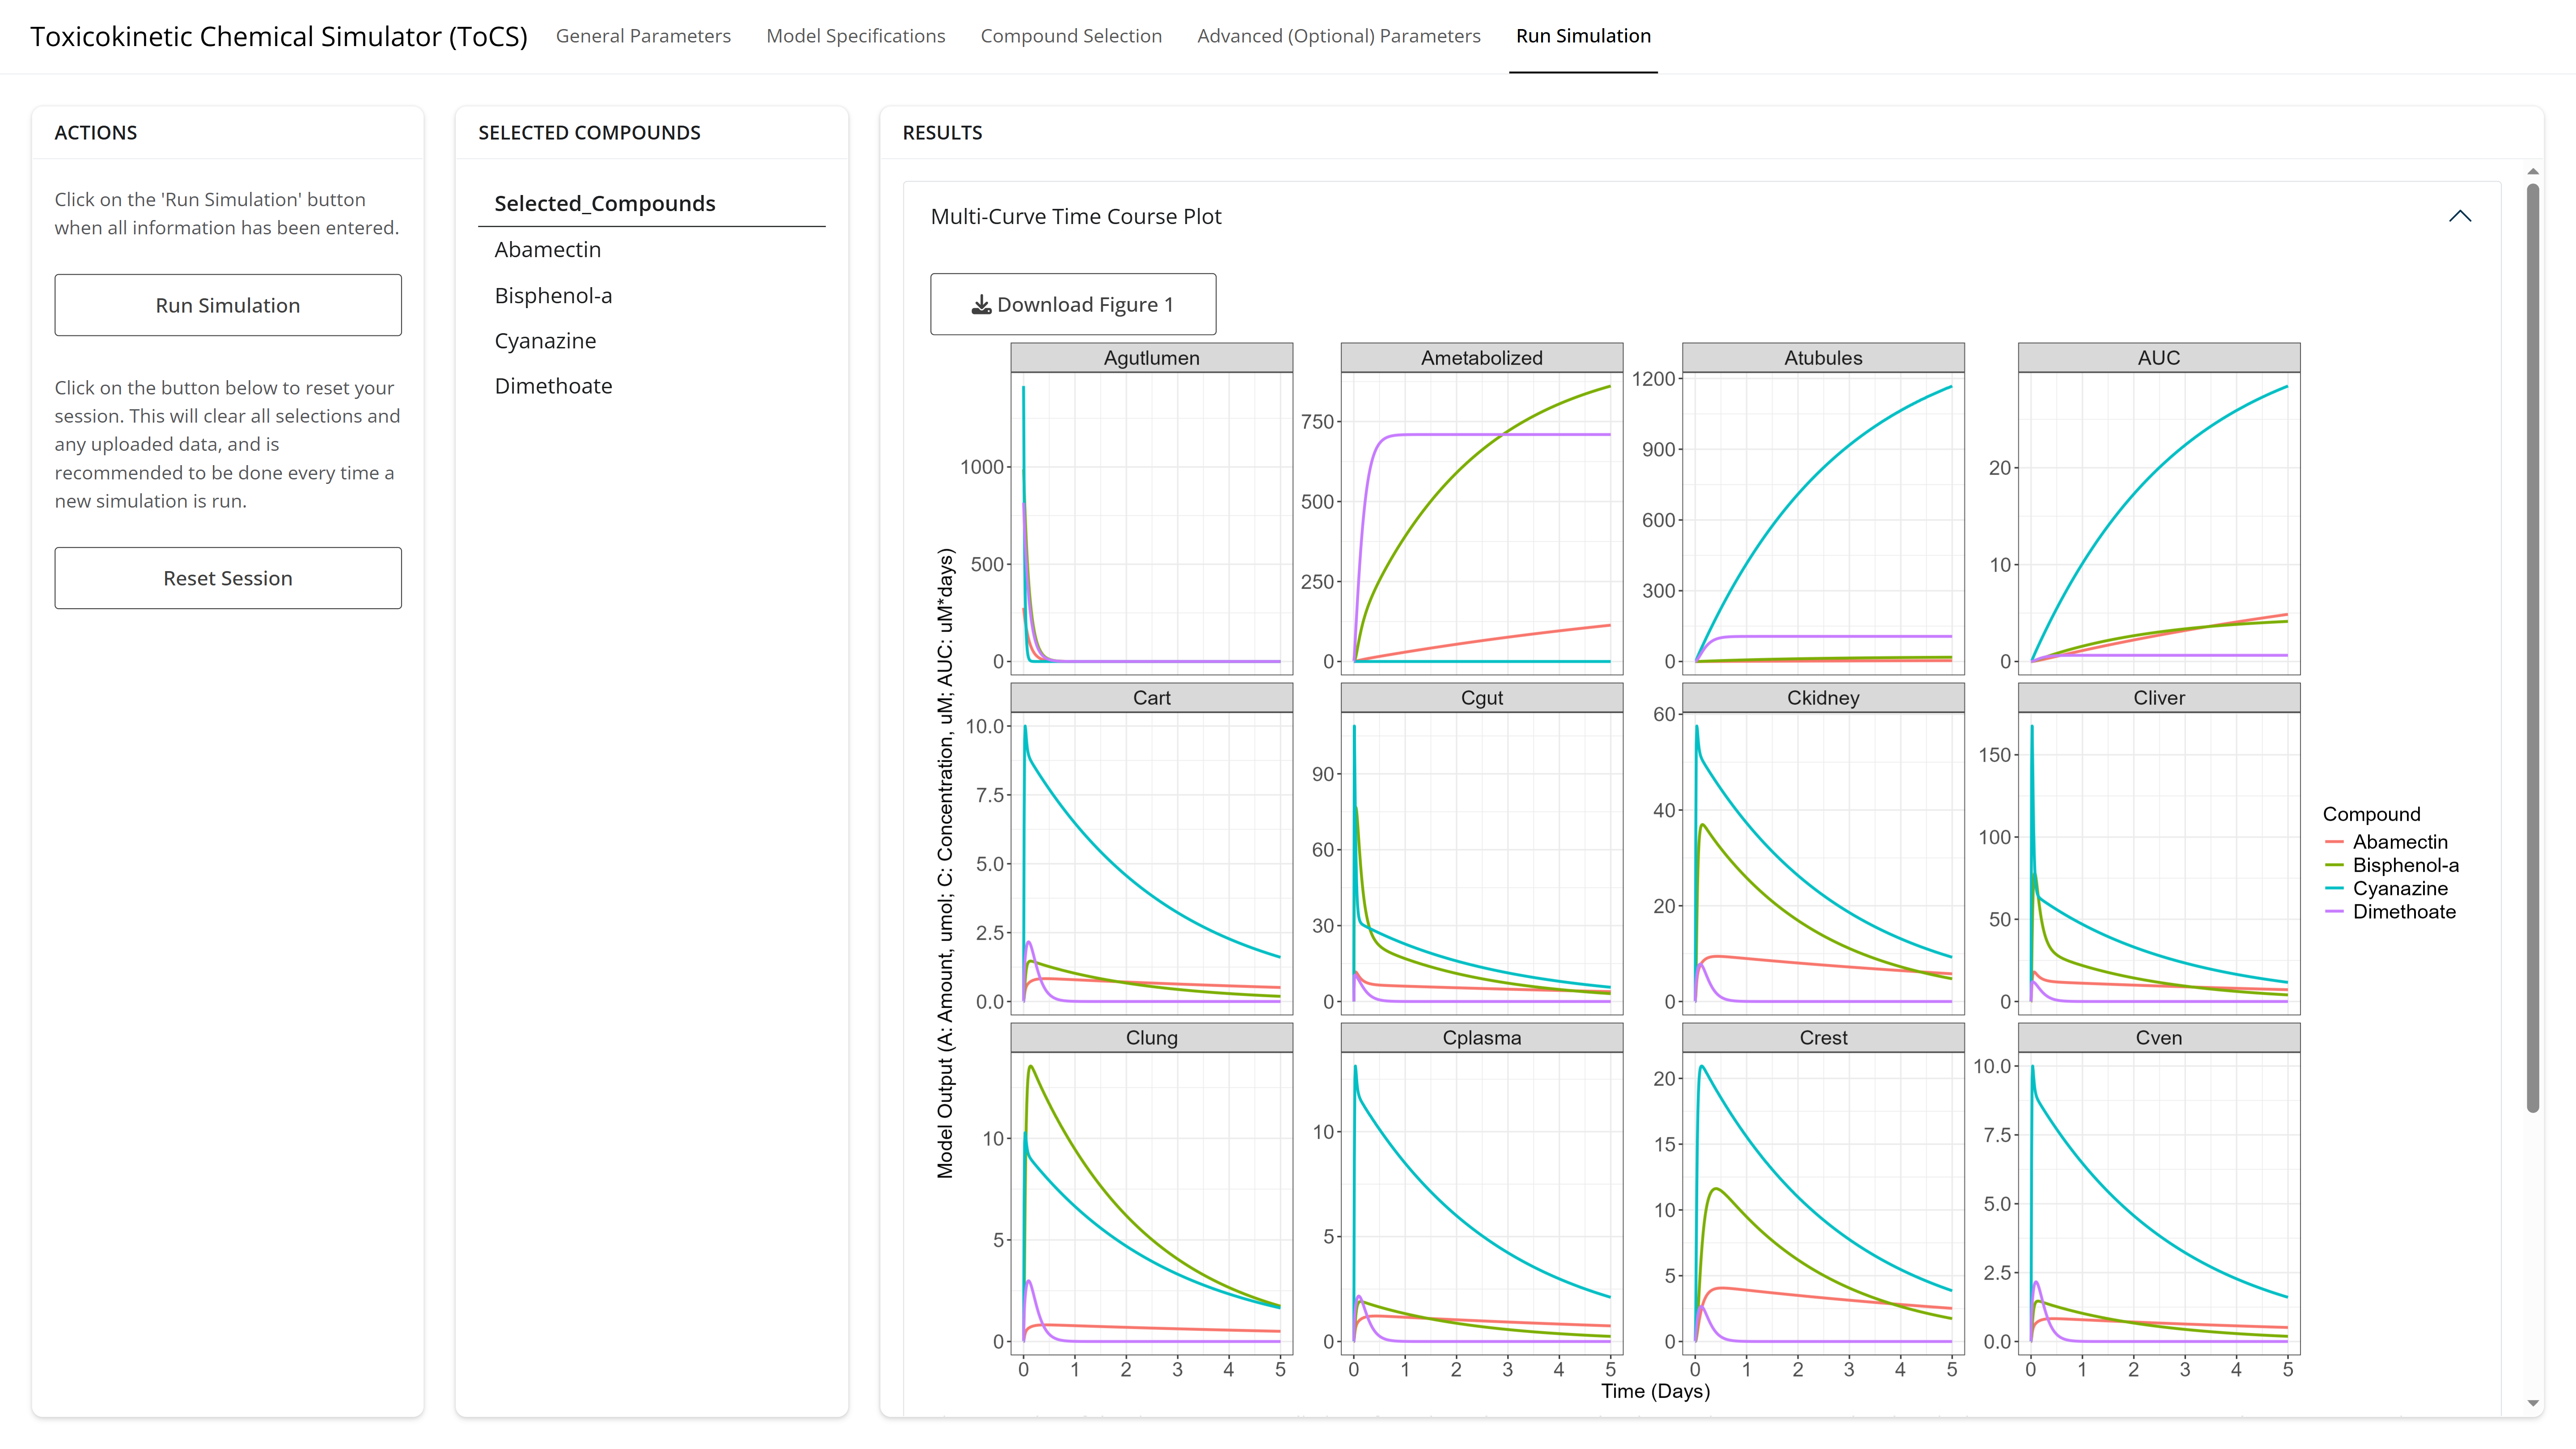 Toxicokinetic Chemical Simulator (ToCS)
General Parameters
Model Specifications
Compound Selection
Advanced (Optional) Parameters
Run Simulation
ACTIONS
Click on the 'Run Simulation' button
when all information has been entered.
Run Simulation
Click on the button below to reset your
session. This will clear all selections and
any uploaded data, and is
recommended to be done every time a
new simulation is run.
Reset Session
SELECTED COMPOUNDS
Selected_Compounds
Abamectin
Bisphenol-a
Cyanazine
Dimethoate
RESULTS
Multi-Curve Time Course Plot
Download Figure 1
Model Output (A: Amount, umol; C: Concentration, uM; AUC: uM*days)
Agutlumen
1000
500
0
Ametabolized
750
500
250
0
Atubules
1200
900
600
300
0
AUC
20
10
0
Cart
10.0
7.5
5.0
2.5
0.0
Cgut
90
60
30
0
Ckidney
60
40
20
0
Cliver
150
100
50
0
Clung
10
5
0
0 1 2 3 4 5
Cplasma
10
5
0
0 1 2 3 4 5
Crest
20
15
10
5
0
0 1 2 3 4 5
Cven
10.0
7.5
5.0
2.5
0.0
0 1 2 3 4 5
Time (Days)
Compound
Abamectin
Bisphenol-a
Cyanazine
Dimethoate